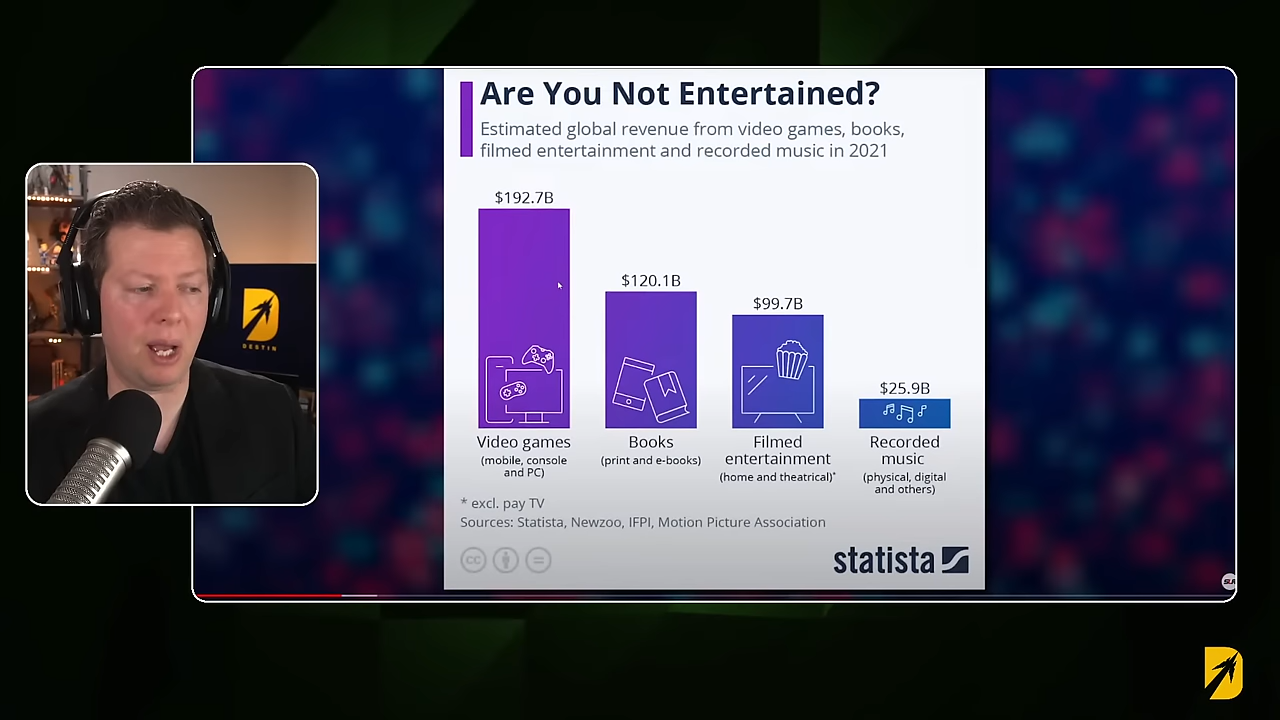 Are You Not Entertained?
Estimated global revenue from video games, books,
filmed entertainment and recorded music in 2021
$192.7B
$120.1B
$99.7B
$25.9B
Video games
(mobile, console
and PC)
Books
(print and e-books)
Filmed
entertainment
(home and theatrical)*
Recorded
music
(physical, digital
and others)
* excl. pay TV
Sources: Statista, Newzoo, IFPI, Motion Picture Association
cc
statista
DESTIN